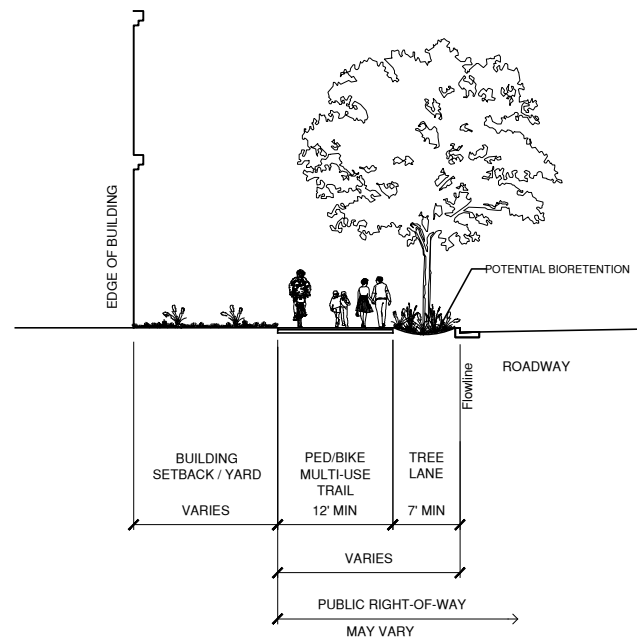 EDGE OF BUILDING
POTENTIAL BIORETENTION
ROADWAY
Flowline
BUILDING
SETBACK / YARD
VARIES
PED/BIKE
MULTI-USE
TRAIL
12' MIN
TREE
LANE
7' MIN
VARIES
PUBLIC RIGHT-OF-WAY
MAY VARY